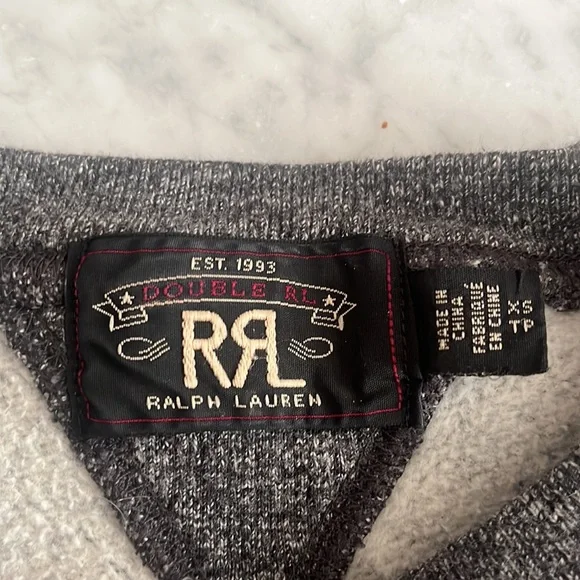 EST. 1993
DOUBLE RL
RRL
RALPH LAUREN
MADE IN
CHINA
FABRIQUÉ
EN CHINE
XS
TP